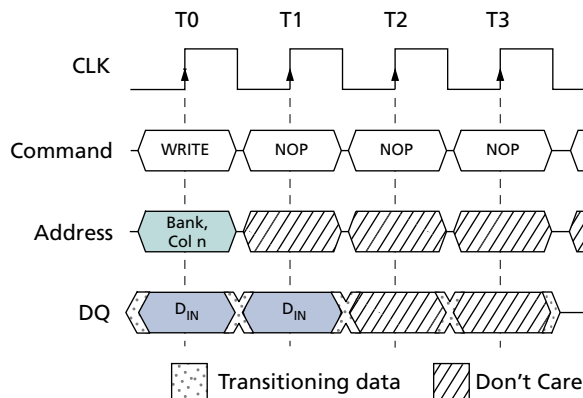 T0 T1 T2 T3
CLK
Command WRITE NOP NOP NOP
Address Bank,
Col n
DQ DIN DIN
Transitioning data Don't Care